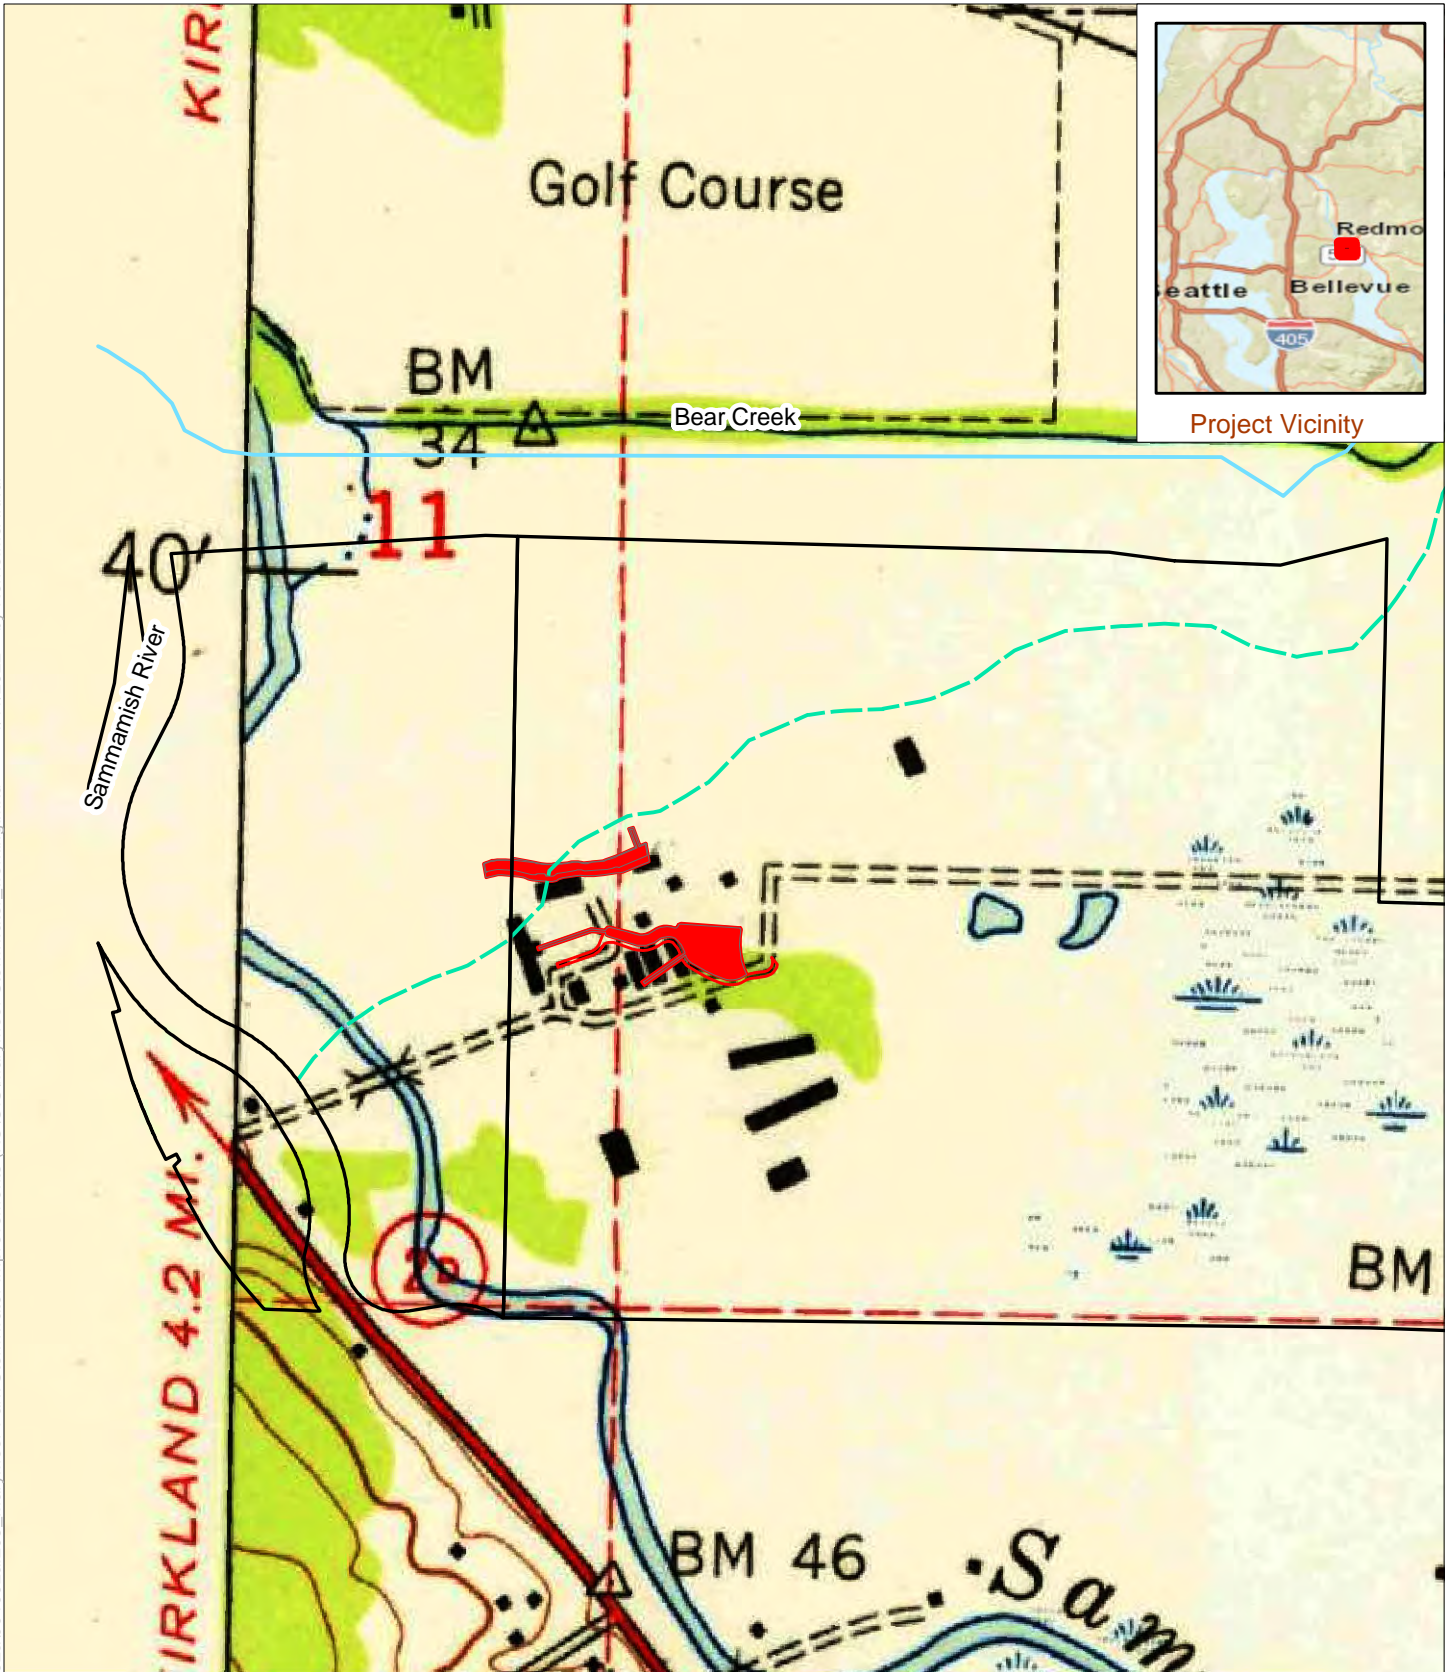 KIR
Golf Course
Redmo
eattle
Bellevue
405
Project Vicinity
BM
34
Bear Creek
11
40'
Sammamish River
BM
IRKLAND 4.2 MI.
BM 46
Sam